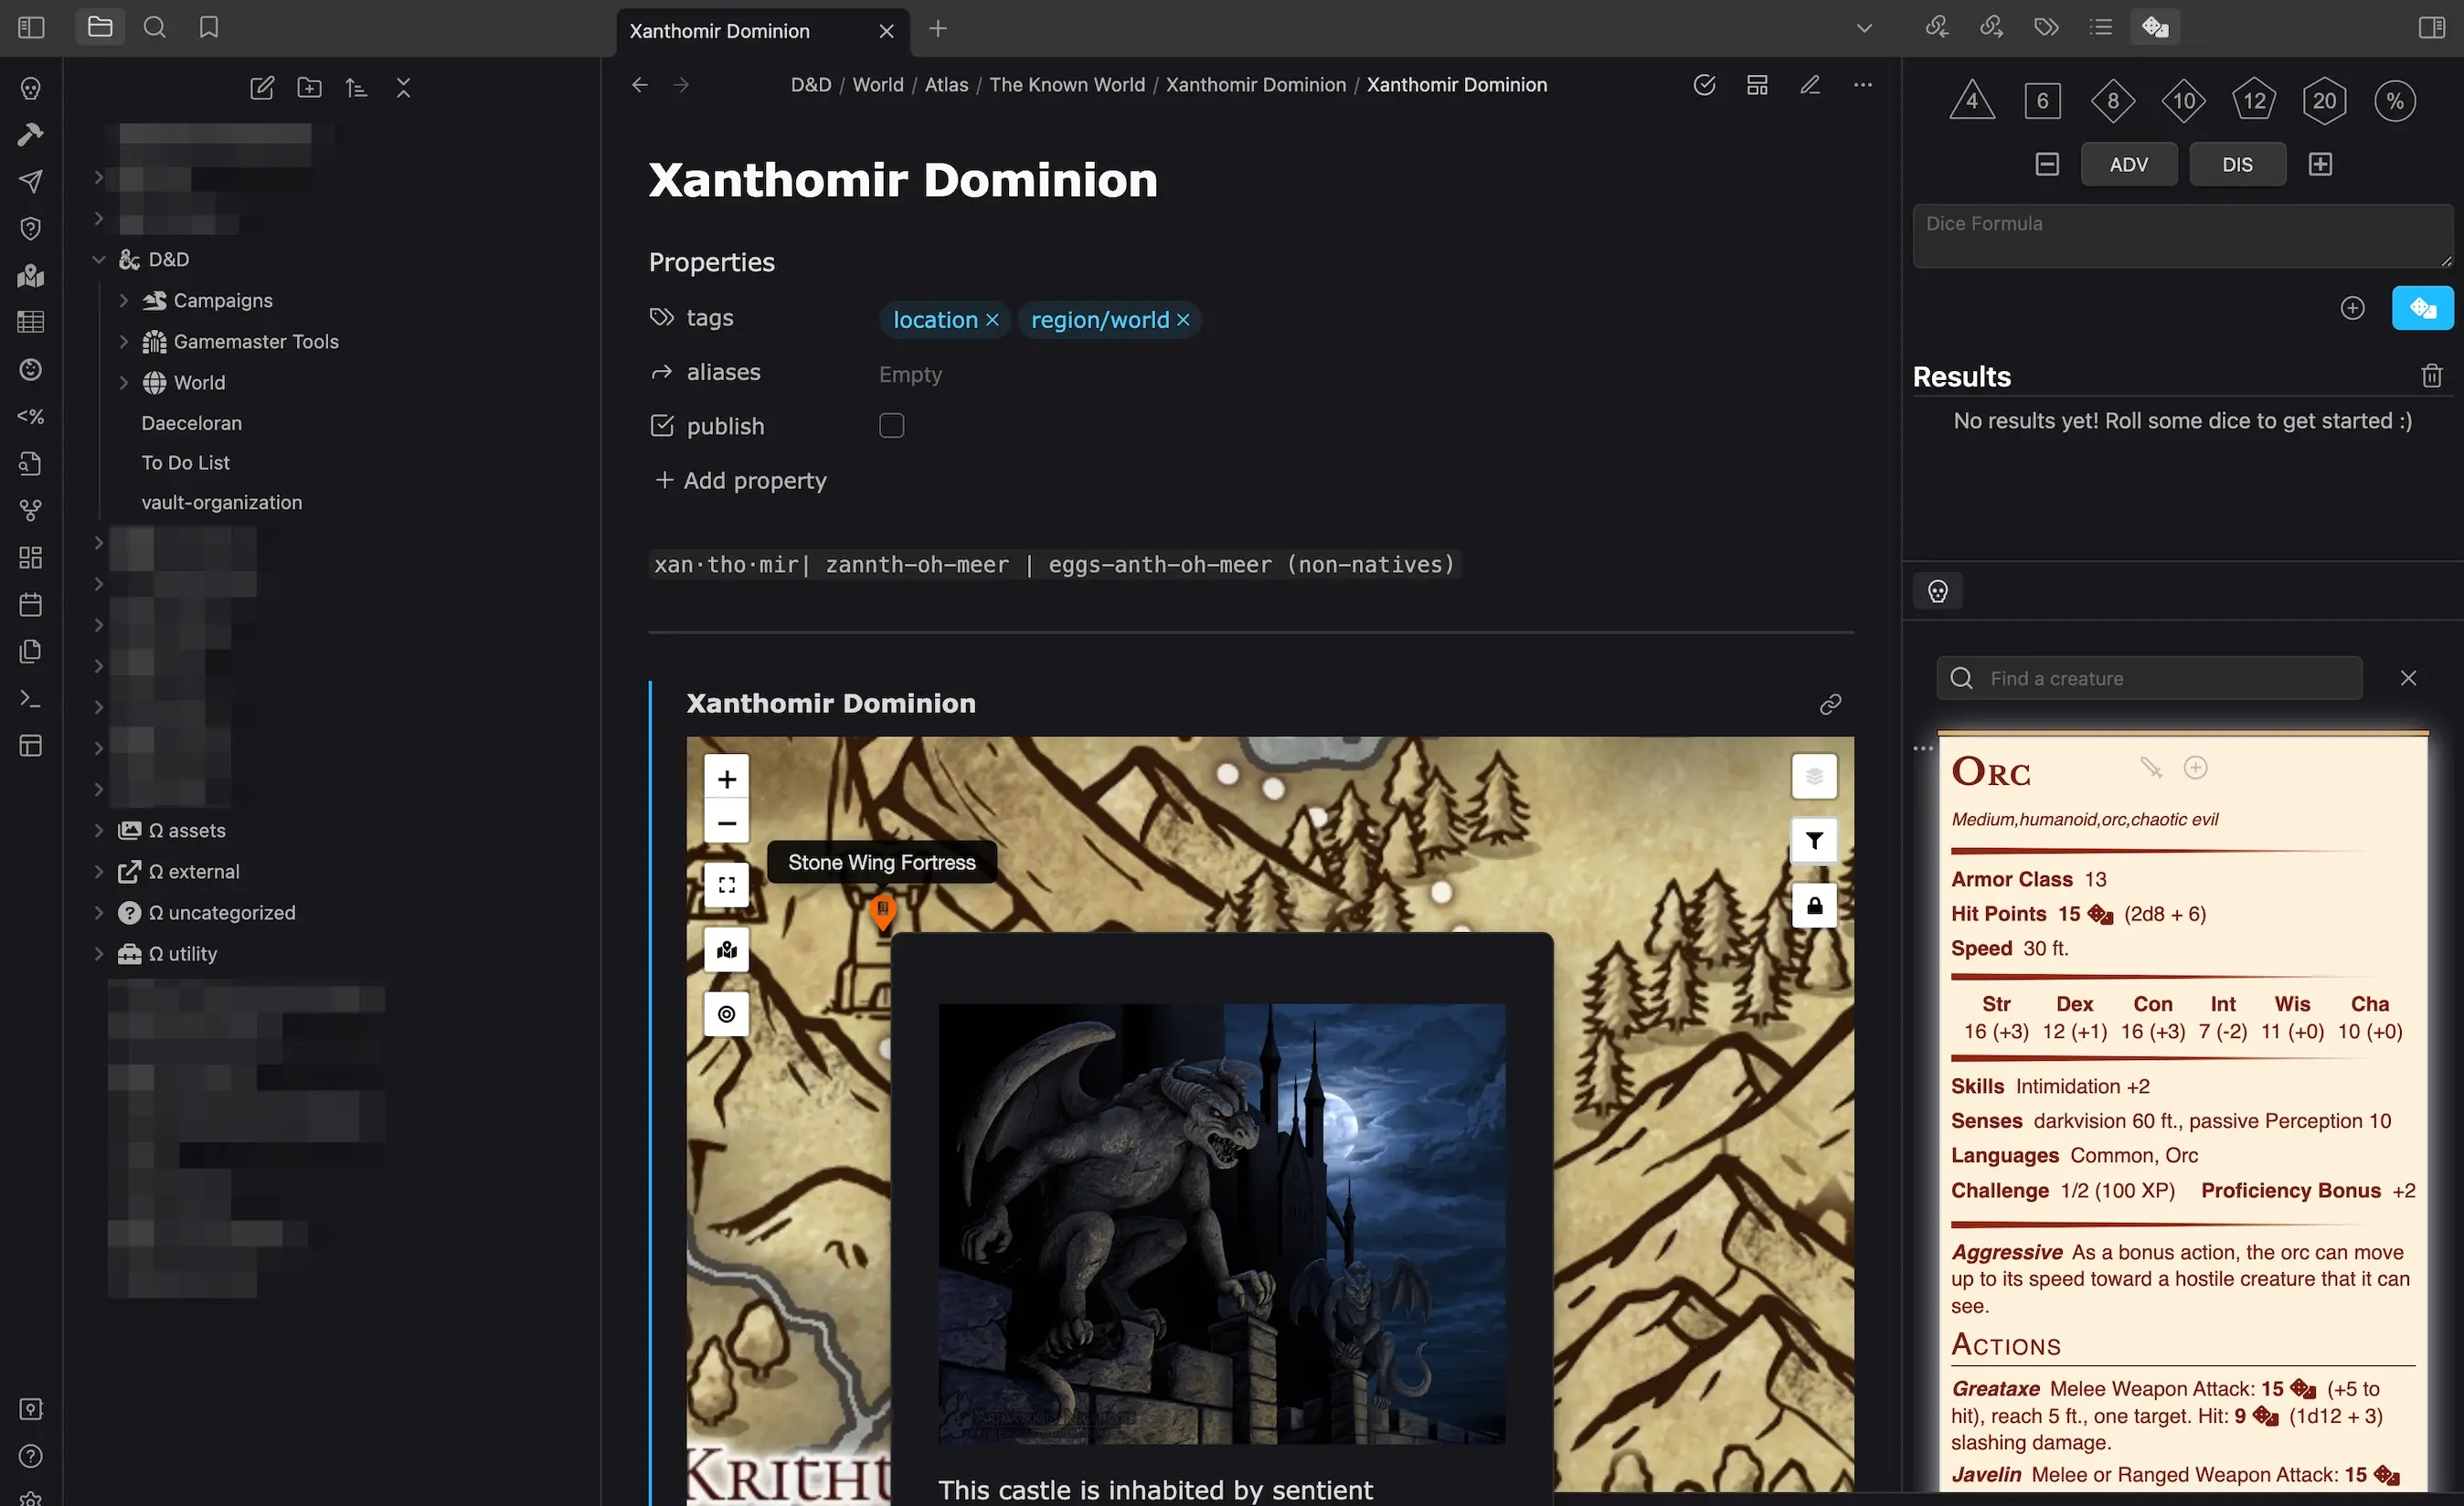 Xanthomir Dominion
D&D / World / Atlas / The Known World / Xanthomir Dominion / Xanthomir Dominion
D&D
Campaigns
Gamemaster Tools
World
Daeceloran
To Do List
vault-organization
Ω assets
Ω external
Ω uncategorized
Ω utility
<%
Xanthomir Dominion
Properties
tags location × region/world ×
aliases Empty
publish
+ Add property
xan·tho·mir| zannth-oh-meer | eggs-anth-oh-meer (non-natives)
Xanthomir Dominion
+
−
Stone Wing Fortress
KRITHI
This castle is inhabited by sentient
4 6 8 10 12 20 %
ADV DIS
Dice Formula
Results
No results yet! Roll some dice to get started :)
Find a creature
ORC
Medium,humanoid,orc,chaotic evil
Armor Class 13
Hit Points 15 (2d8 + 6)
Speed 30 ft.
Str Dex Con Int Wis Cha
16 (+3) 12 (+1) 16 (+3) 7 (-2) 11 (+0) 10 (+0)
Skills Intimidation +2
Senses darkvision 60 ft., passive Perception 10
Languages Common, Orc
Challenge 1/2 (100 XP) Proficiency Bonus +2
Aggressive As a bonus action, the orc can move
up to its speed toward a hostile creature that it can
see.
ACTIONS
Greataxe Melee Weapon Attack: 15 (+5 to
hit), reach 5 ft., one target. Hit: 9 (1d12 + 3)
slashing damage.
Javelin Melee or Ranged Weapon Attack: 15